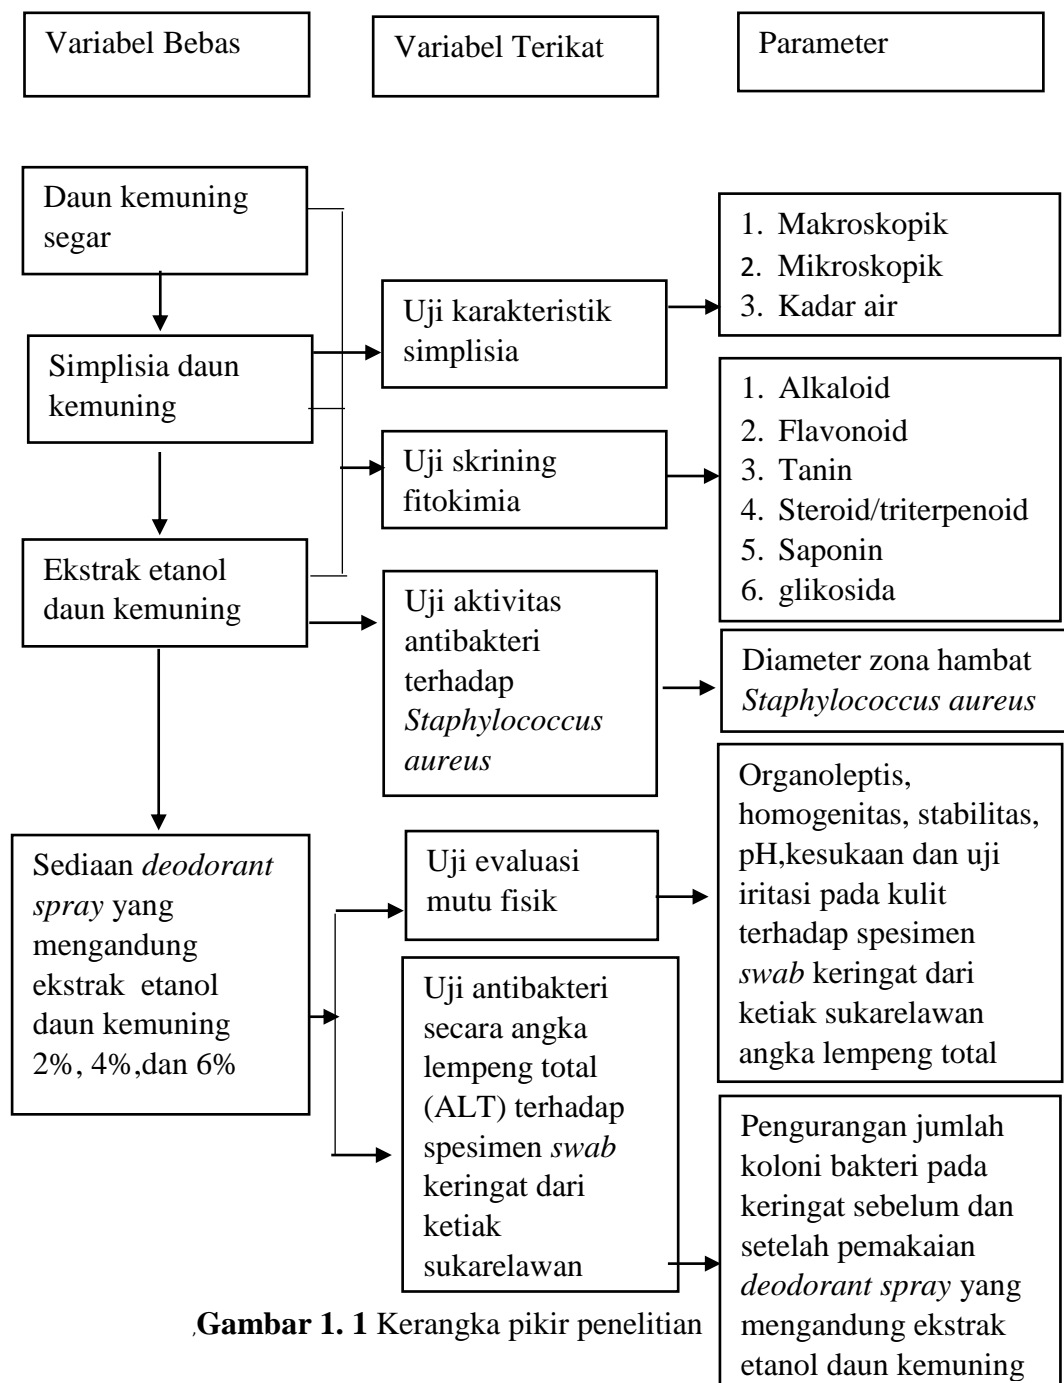 Variabel Bebas
Variabel Terikat
Parameter
Daun kemuning
segar
Simplisia daun
kemuning
Ekstrak etanol
daun kemuning
Sediaan deodorant
spray yang
mengandung
ekstrak etanol
daun kemuning
2%, 4%,dan 6%
Uji karakteristik
simplisia
Uji skrining
fitokimia
Uji aktivitas
antibakteri
terhadap
Staphylococcus
aureus
Uji evaluasi
mutu fisik
Uji antibakteri
secara angka
lempeng total
(ALT) terhadap
spesimen swab
keringat dari
ketiak
sukarelawan
1. Makroskopik
2. Mikroskopik
3. Kadar air
1. Alkaloid
2. Flavonoid
3. Tanin
4. Steroid/triterpenoid
5. Saponin
6. glikosida
Diameter zona hambat
Staphylococcus aureus
Organoleptis,
homogenitas, stabilitas,
pH,kesukaan dan uji
iritasi pada kulit
terhadap spesimen
swab keringat dari
ketiak sukarelawan
angka lempeng total
Pengurangan jumlah
koloni bakteri pada
keringat sebelum dan
setelah pemakaian
deodorant spray yang
mengandung ekstrak
etanol daun kemuning
,Gambar 1. 1 Kerangka pikir penelitian